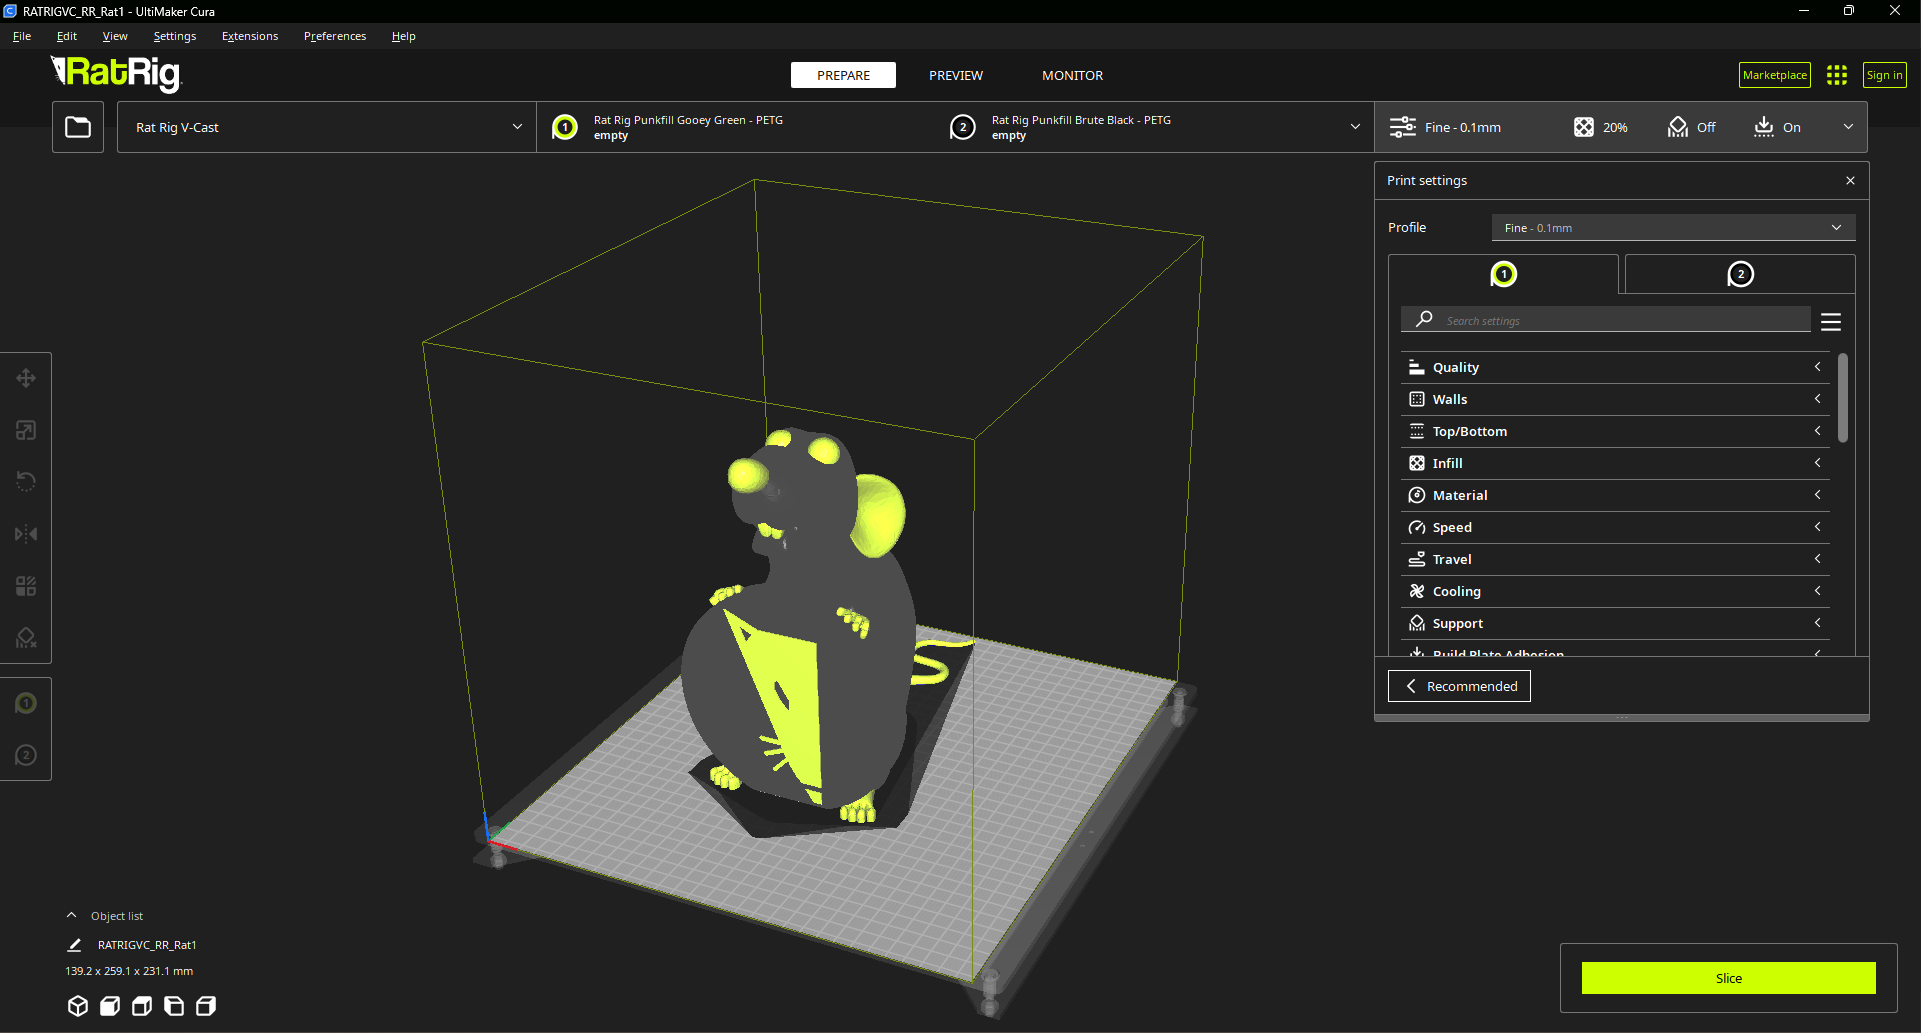 RATRIGVC_RR_Rat1 - UltiMaker Cura
File Edit View Settings Extensions Preferences Help
RatRig
PREPARE PREVIEW MONITOR
Marketplace
Sign in
Rat Rig V-Cast
1
Rat Rig Punkfill Gooey Green - PETG
empty
2
Rat Rig Punkfill Brute Black - PETG
empty
Fine - 0.1mm
20%
Off
On
Print settings
Profile
Fine - 0.1mm
1
2
Search settings
Quality
Walls
Top/Bottom
Infill
Material
Speed
Travel
Cooling
Support
Build Plate Adhesion
Recommended
1
2
Object list
RATRIGVC_RR_Rat1
139.2 x 259.1 x 231.1 mm
Slice